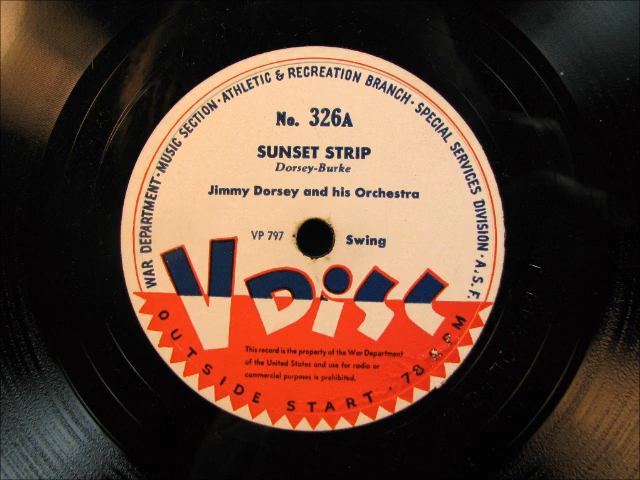 WAR DEPARTMENT·MUSIC SECTION·ATHLETIC & RECREATION BRANCH·SPECIAL SERVICES DIVISION·A.S.F.
No. 326A
SUNSET STRIP
Dorsey-Burke
Jimmy Dorsey and his Orchestra
VP 797
Swing
V DISC
This record is the property of the War Department
of the United States and use for radio or
commercial purposes is prohibited.
OUTSIDE START · 78 RPM